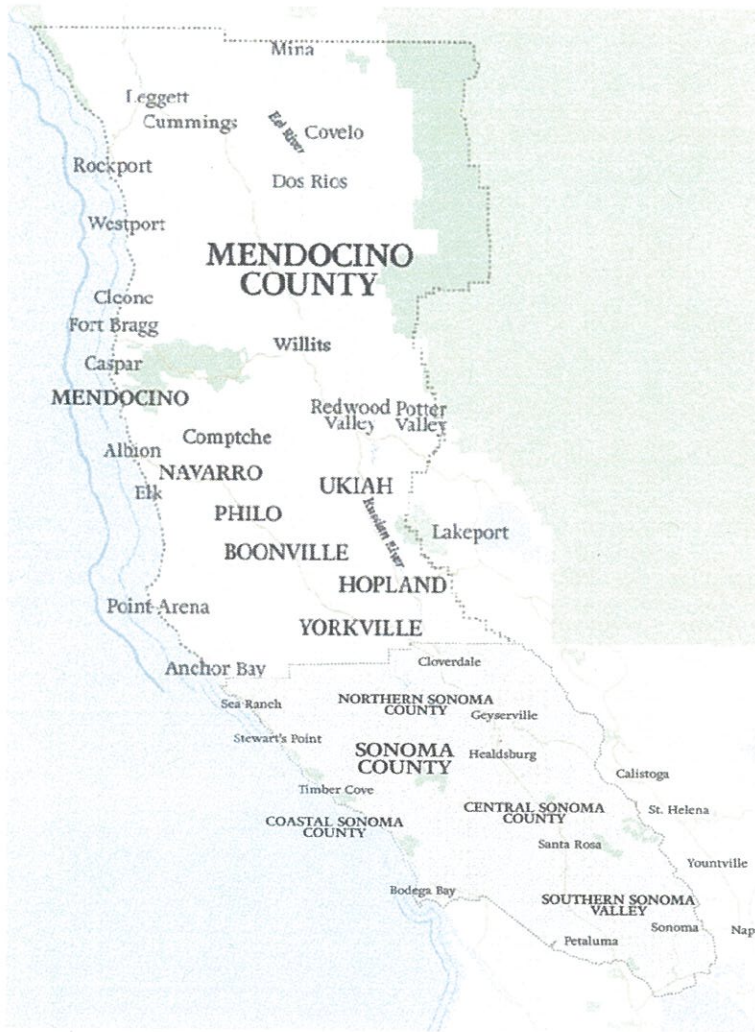 Mina
Leggett
Cummings
Eel River
Covelo
Rockport
Dos Rios
Westport
MENDOCINO
COUNTY
Cleone
Fort Bragg
Willits
Caspar
MENDOCINO
Redwood
Valley
Potter
Valley
Comptche
Albion
NAVARRO
UKIAH
Elk
PHILO
Russian River
Lakeport
BOONVILLE
HOPLAND
Point Arena
YORKVILLE
Anchor Bay
Cloverdale
Sea Ranch
NORTHERN SONOMA
COUNTY
Geyserville
Stewart's Point
SONOMA
COUNTY
Healdsburg
Calistoga
Timber Cove
CENTRAL SONOMA
COUNTY
St. Helena
COASTAL SONOMA
COUNTY
Santa Rosa
Yountville
Bodega Bay
SOUTHERN SONOMA
VALLEY
Sonoma
Nap
Petaluma